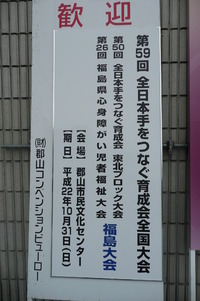 歓迎
第59回 全日本手をつなぐ育成会全国大会
第50回 全日本手をつなぐ育成会 東北ブロック大会
第26回 福島県心身障がい児者福祉大会
福島大会
【会場】郡山市民文化センター
【期日】平成22年10月31日(日)
㈶郡山コンベンションビューロー